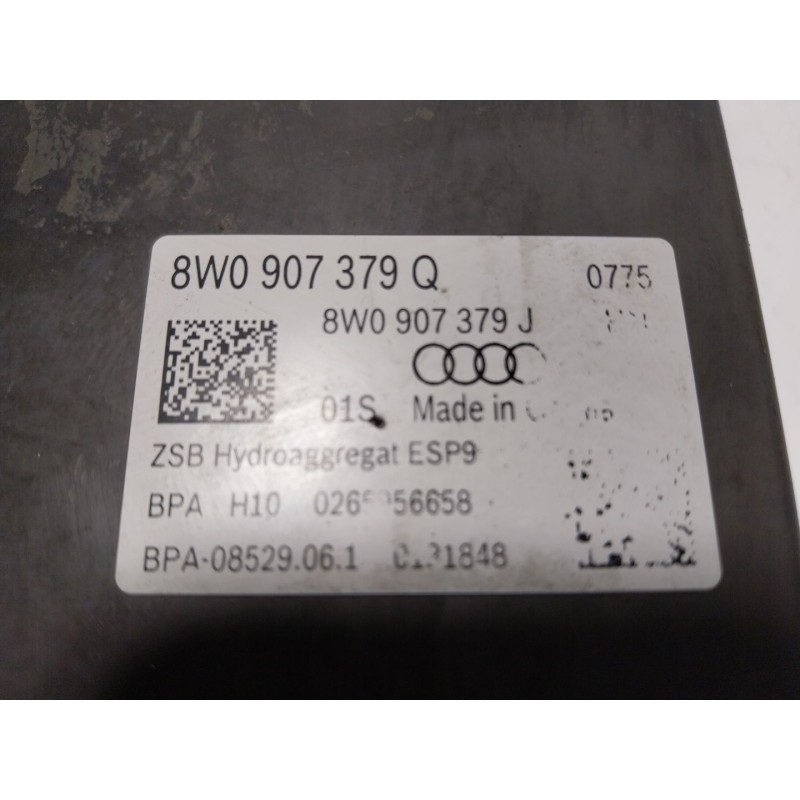 8W0 907 379 Q 0775
8W0 907 379 J
01S Made in
ZSB Hydroaggregat ESP9
BPA H10
BPA-08529.06.1